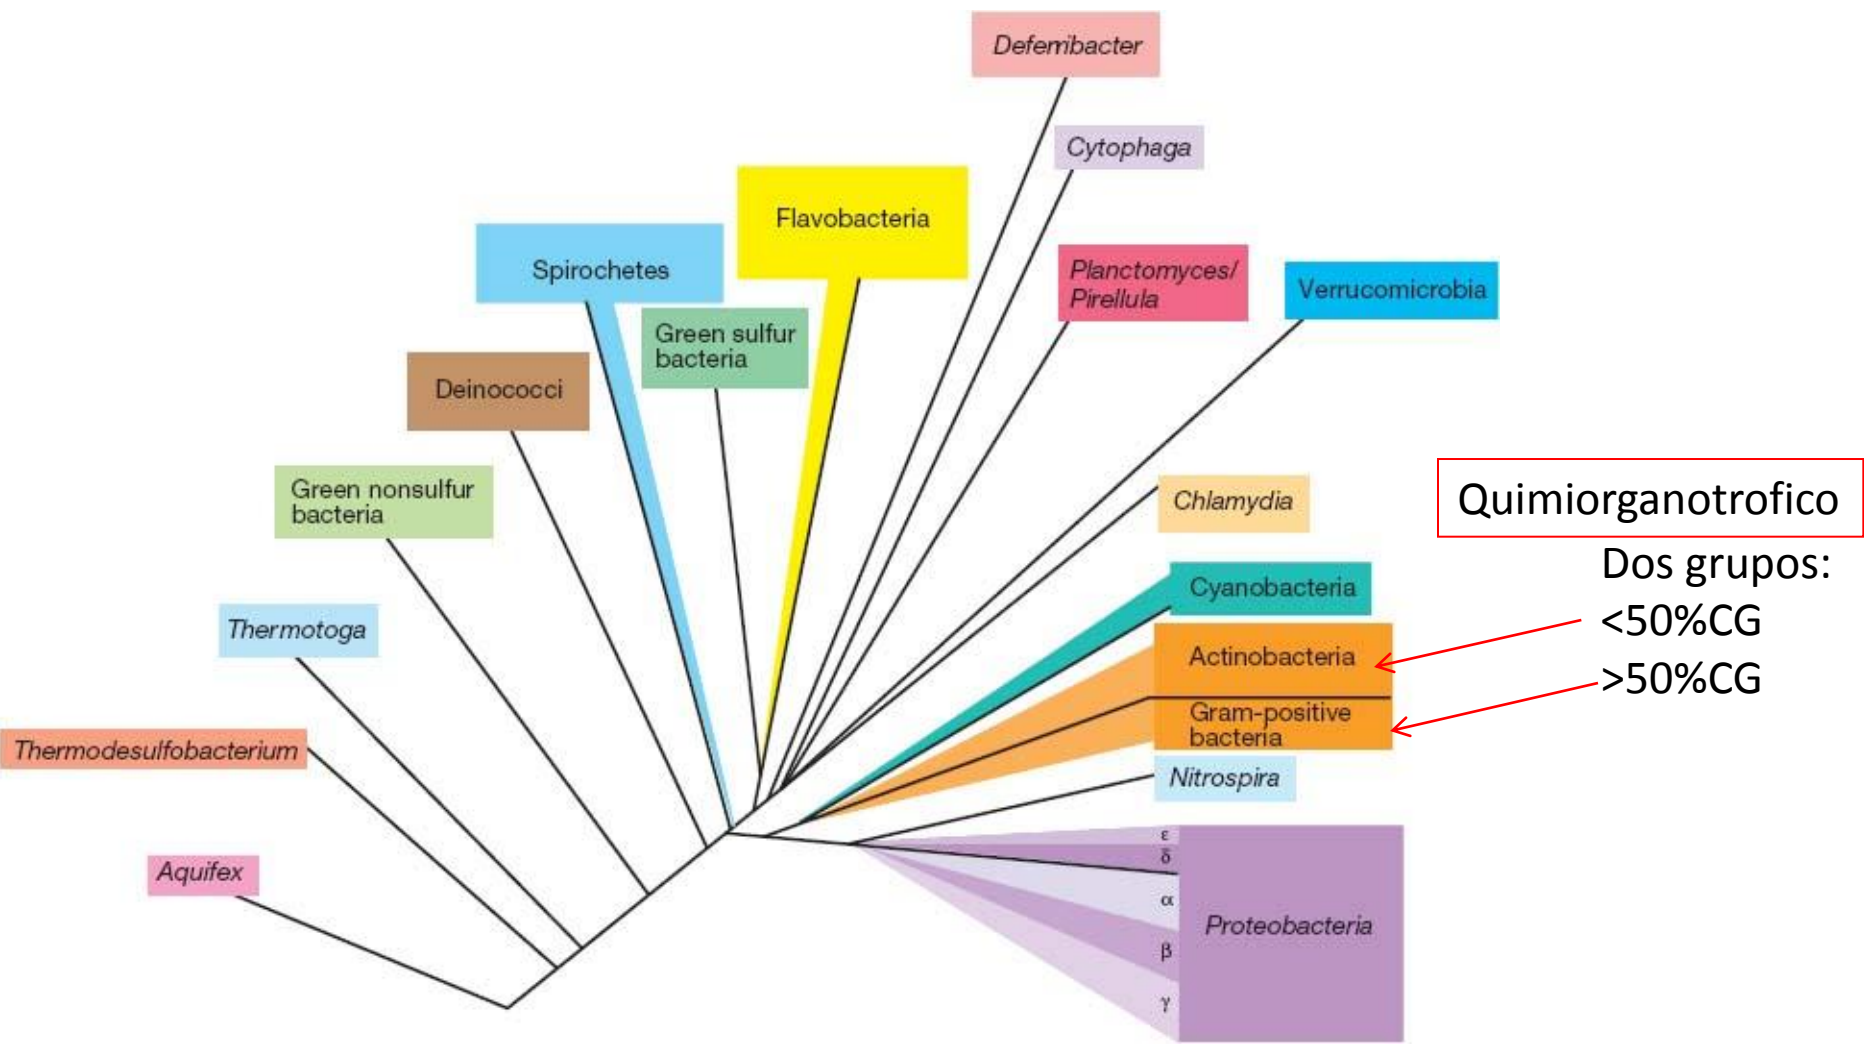 Deferribacter
Cytophaga
Flavobacteria
Spirochetes
Planctomyces/
Pirellula
Verrucomicrobia
Green sulfur
bacteria
Deinococci
Green nonsulfur
bacteria
Chlamydia
Quimiorganotrofico
Dos grupos:
<50%CG
>50%CG
Cyanobacteria
Thermotoga
Actinobacteria
Gram-positive
bacteria
Thermodesulfobacterium
Nitrospira
Aquifex
ε
δ
α
β
γ
Proteobacteria